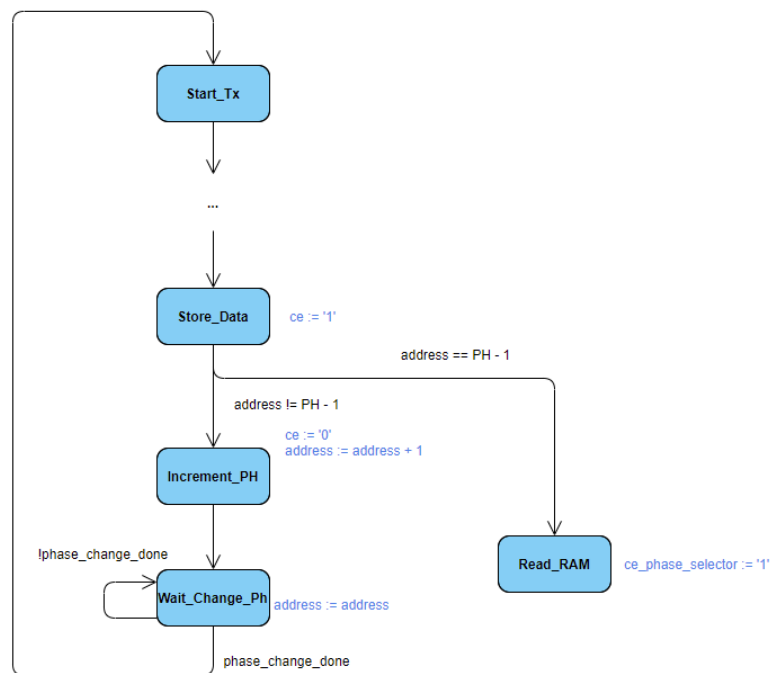 Start_Tx
...
Store_Data
ce := '1'
address == PH - 1
address != PH - 1
ce := '0'
address := address + 1
Increment_PH
!phase_change_done
Read_RAM
ce_phase_selector := '1'
Wait_Change_Ph
address := address
phase_change_done